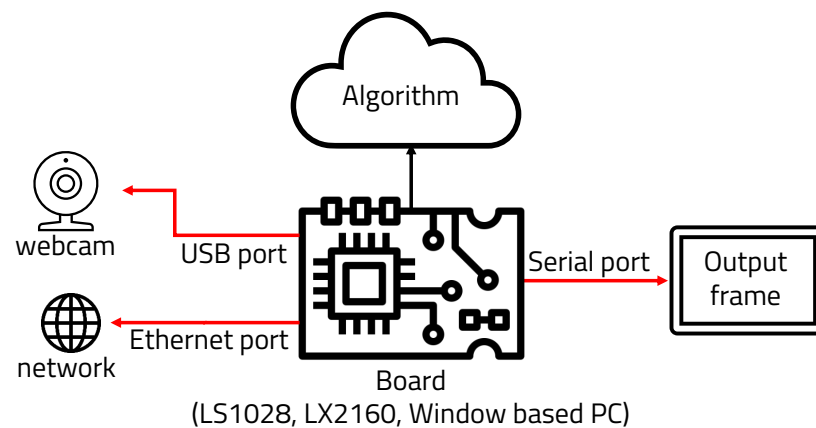 Algorithm
webcam
USB port
Serial port
Output
frame
network
Ethernet port
Board
(LS1028, LX2160, Window based PC)